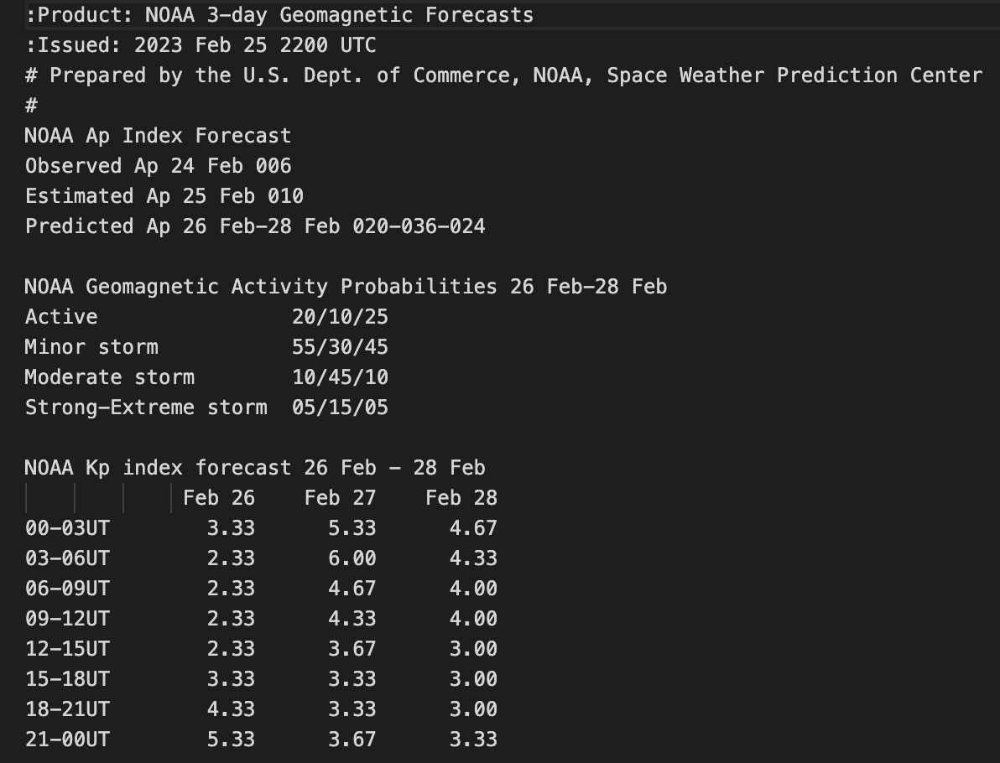 :Product: NOAA 3-day Geomagnetic Forecasts
:Issued: 2023 Feb 25 2200 UTC
# Prepared by the U.S. Dept. of Commerce, NOAA, Space Weather Prediction Center
#
NOAA Ap Index Forecast
Observed Ap 24 Feb 006
Estimated Ap 25 Feb 010
Predicted Ap 26 Feb-28 Feb 020-036-024

NOAA Geomagnetic Activity Probabilities 26 Feb-28 Feb
Active                20/10/25
Minor storm           55/30/45
Moderate storm        10/45/10
Strong-Extreme storm  05/15/05

NOAA Kp index forecast 26 Feb - 28 Feb
             Feb 26    Feb 27    Feb 28
00-03UT        3.33      5.33      4.67
03-06UT        2.33      6.00      4.33
06-09UT        2.33      4.67      4.00
09-12UT        2.33      4.33      4.00
12-15UT        2.33      3.67      3.00
15-18UT        3.33      3.33      3.00
18-21UT        4.33      3.33      3.00
21-00UT        5.33      3.67      3.33